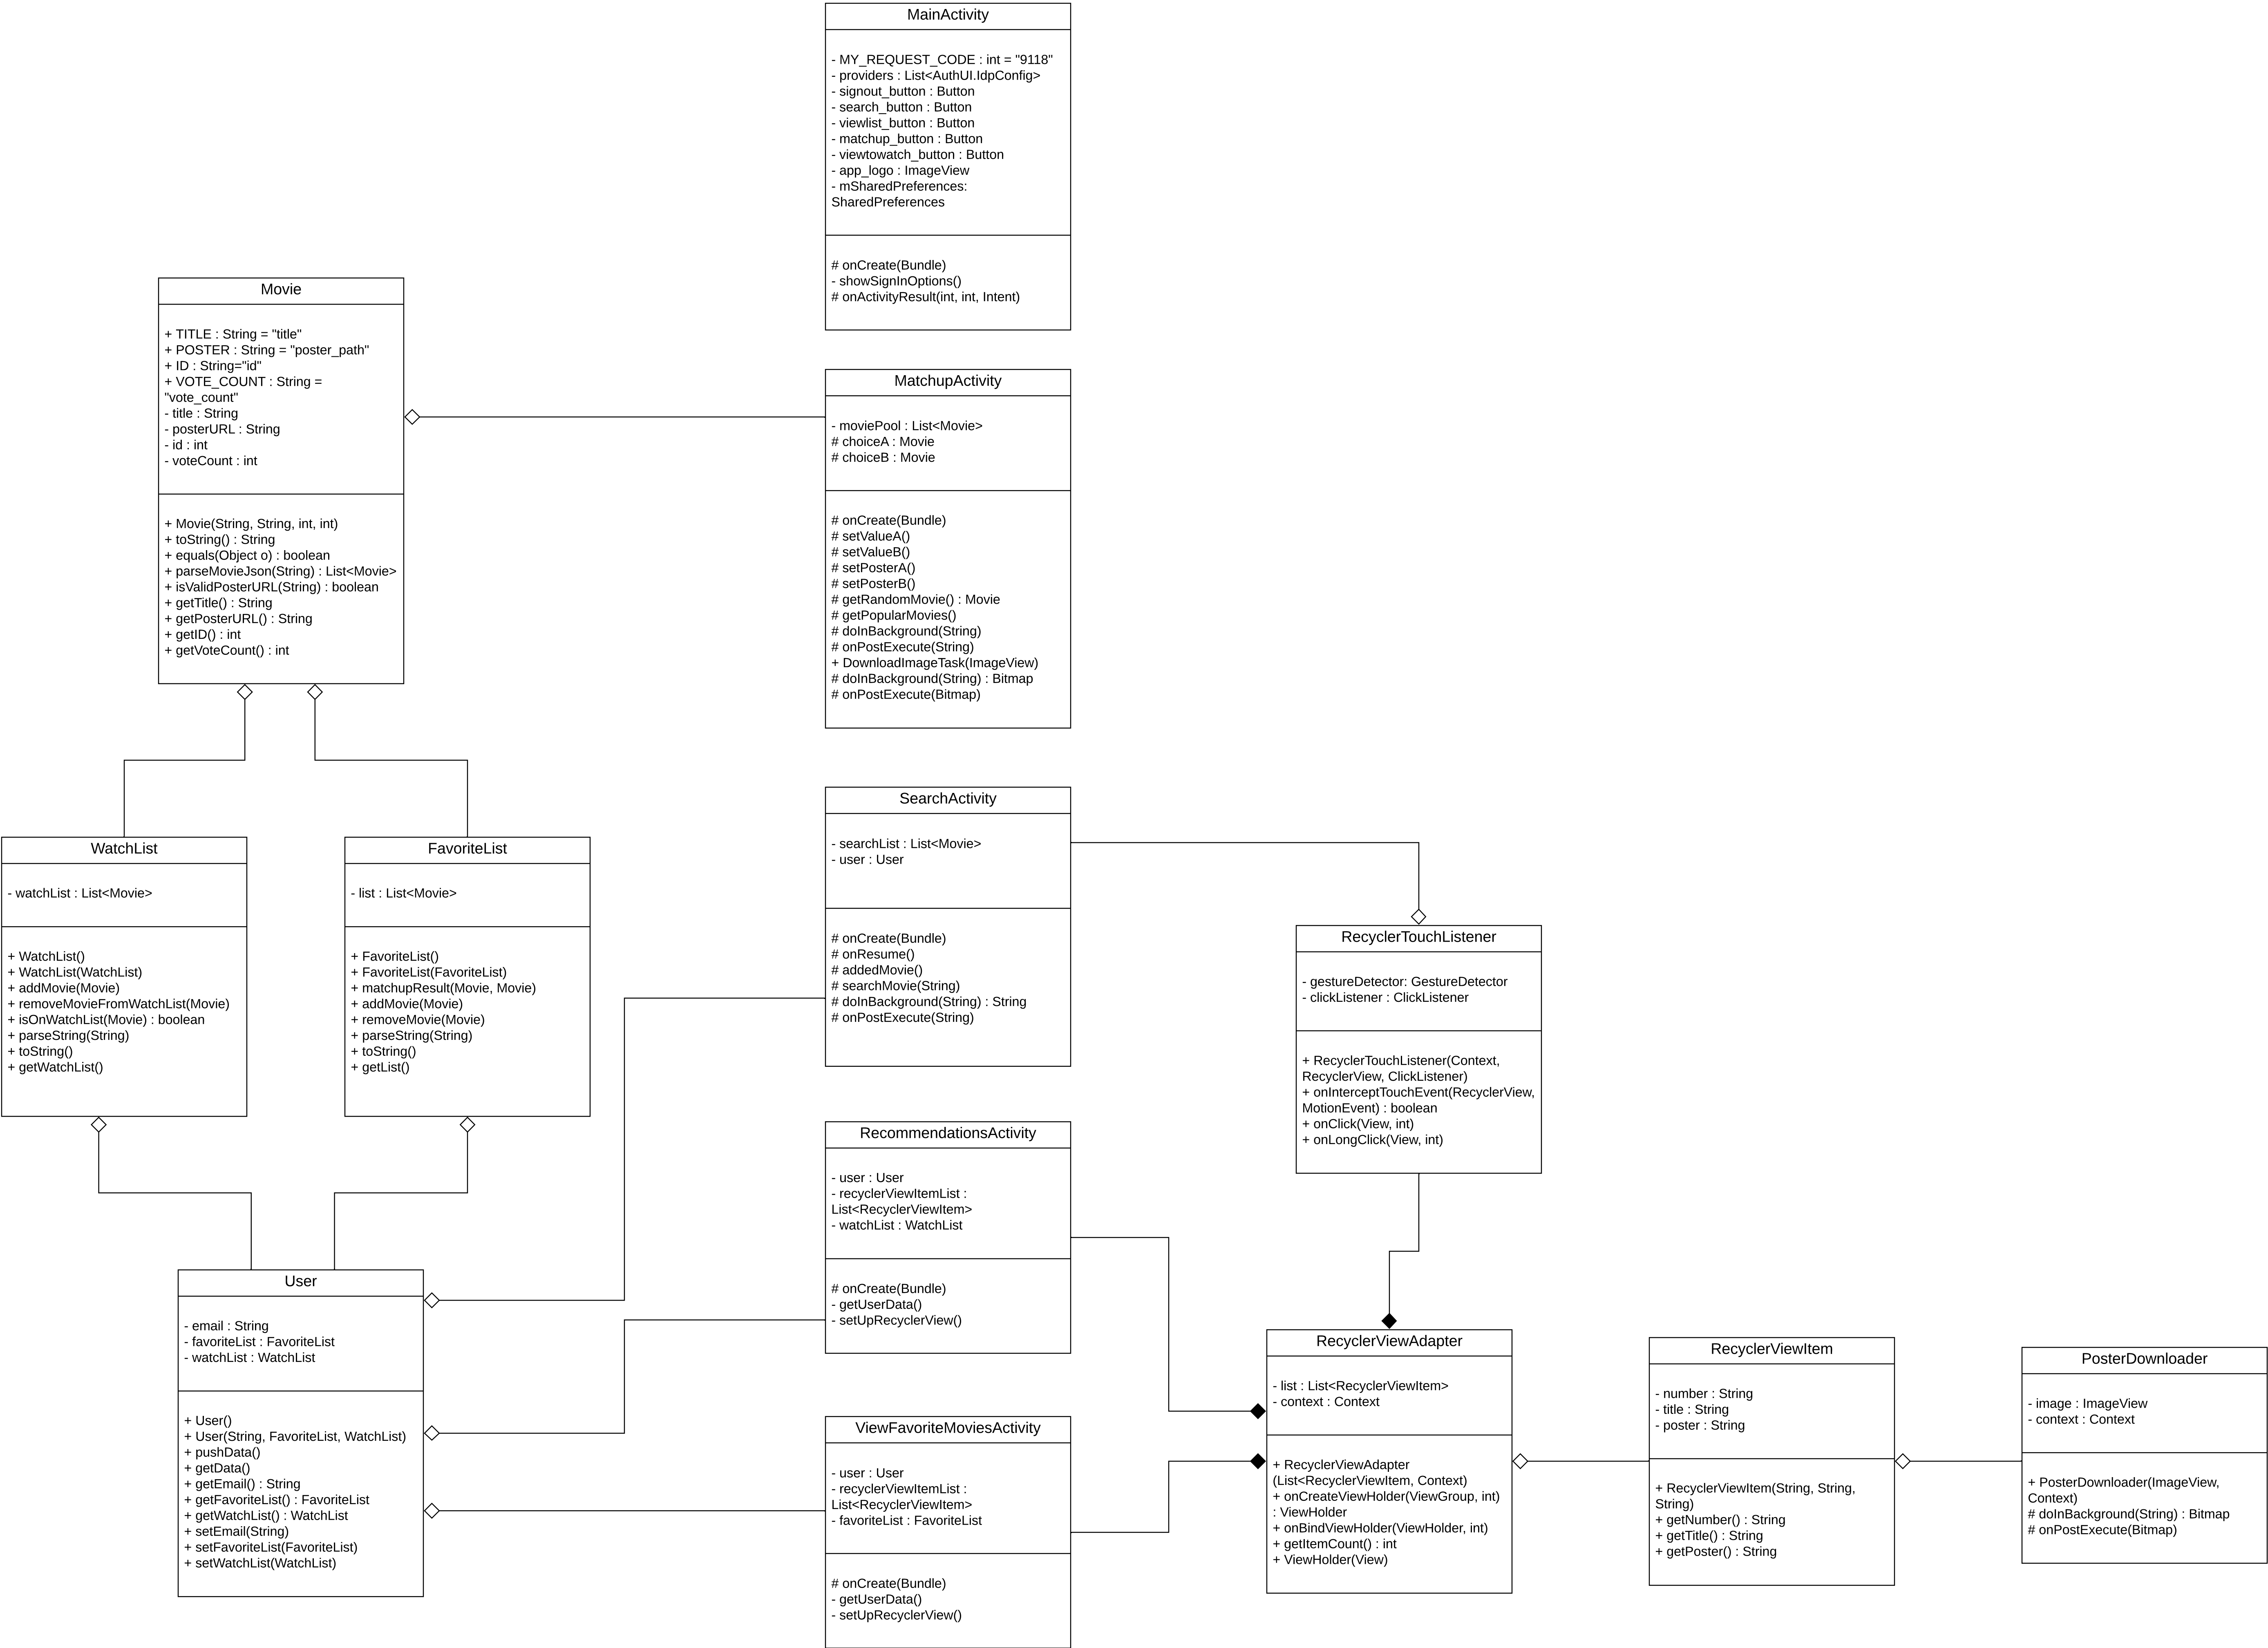 MainActivity
- MY_REQUEST_CODE : int = "9118"
- providers : List<AuthUI.IdpConfig>
- signout_button : Button
- search_button : Button
- viewlist_button : Button
- matchup_button : Button
- viewtowatch_button : Button
- app_logo : ImageView
- mSharedPreferences:
SharedPreferences
# onCreate(Bundle)
- showSignInOptions()
# onActivityResult(int, int, Intent)
Movie
+ TITLE : String = "title"
+ POSTER : String = "poster_path"
+ ID : String="id"
+ VOTE_COUNT : String =
"vote_count"
- title : String
- posterURL : String
- id : int
- voteCount : int
+ Movie(String, String, int, int)
+ toString() : String
+ equals(Object o) : boolean
+ parseMovieJson(String) : List<Movie>
+ isValidPosterURL(String) : boolean
+ getTitle() : String
+ getPosterURL() : String
+ getID() : int
+ getVoteCount() : int
MatchupActivity
- moviePool : List<Movie>
# choiceA : Movie
# choiceB : Movie
# onCreate(Bundle)
# setValueA()
# setValueB()
# setPosterA()
# setPosterB()
# getRandomMovie() : Movie
# getPopularMovies()
# doInBackground(String)
# onPostExecute(String)
+ DownloadImageTask(ImageView)
# doInBackground(String) : Bitmap
# onPostExecute(Bitmap)
WatchList
- watchList : List<Movie>
+ WatchList()
+ WatchList(WatchList)
+ addMovie(Movie)
+ removeMovieFromWatchList(Movie)
+ isOnWatchList(Movie) : boolean
+ parseString(String)
+ toString()
+ getWatchList()
FavoriteList
- list : List<Movie>
+ FavoriteList()
+ FavoriteList(FavoriteList)
+ matchupResult(Movie, Movie)
+ addMovie(Movie)
+ removeMovie(Movie)
+ parseString(String)
+ toString()
+ getList()
SearchActivity
- searchList : List<Movie>
- user : User
# onCreate(Bundle)
# onResume()
# addedMovie()
# searchMovie(String)
# doInBackground(String) : String
# onPostExecute(String)
RecyclerTouchListener
- gestureDetector: GestureDetector
- clickListener : ClickListener
+ RecyclerTouchListener(Context,
RecyclerView, ClickListener)
+ onInterceptTouchEvent(RecyclerView,
MotionEvent) : boolean
+ onClick(View, int)
+ onLongClick(View, int)
RecommendationsActivity
- user : User
- recyclerViewItemList :
List<RecyclerViewItem>
- watchList : WatchList
# onCreate(Bundle)
- getUserData()
- setUpRecyclerView()
User
- email : String
- favoriteList : FavoriteList
- watchList : WatchList
+ User()
+ User(String, FavoriteList, WatchList)
+ pushData()
+ getData()
+ getEmail() : String
+ getFavoriteList() : FavoriteList
+ getWatchList() : WatchList
+ setEmail(String)
+ setFavoriteList(FavoriteList)
+ setWatchList(WatchList)
ViewFavoriteMoviesActivity
- user : User
- recyclerViewItemList :
List<RecyclerViewItem>
- favoriteList : FavoriteList
# onCreate(Bundle)
- getUserData()
- setUpRecyclerView()
RecyclerViewAdapter
- list : List<RecyclerViewItem>
- context : Context
+ RecyclerViewAdapter
(List<RecyclerViewItem, Context)
+ onCreateViewHolder(ViewGroup, int)
: ViewHolder
+ onBindViewHolder(ViewHolder, int)
+ getItemCount() : int
+ ViewHolder(View)
RecyclerViewItem
- number : String
- title : String
- poster : String
+ RecyclerViewItem(String, String,
String)
+ getNumber() : String
+ getTitle() : String
+ getPoster() : String
PosterDownloader
- image : ImageView
- context : Context
+ PosterDownloader(ImageView,
Context)
# doInBackground(String) : Bitmap
# onPostExecute(Bitmap)